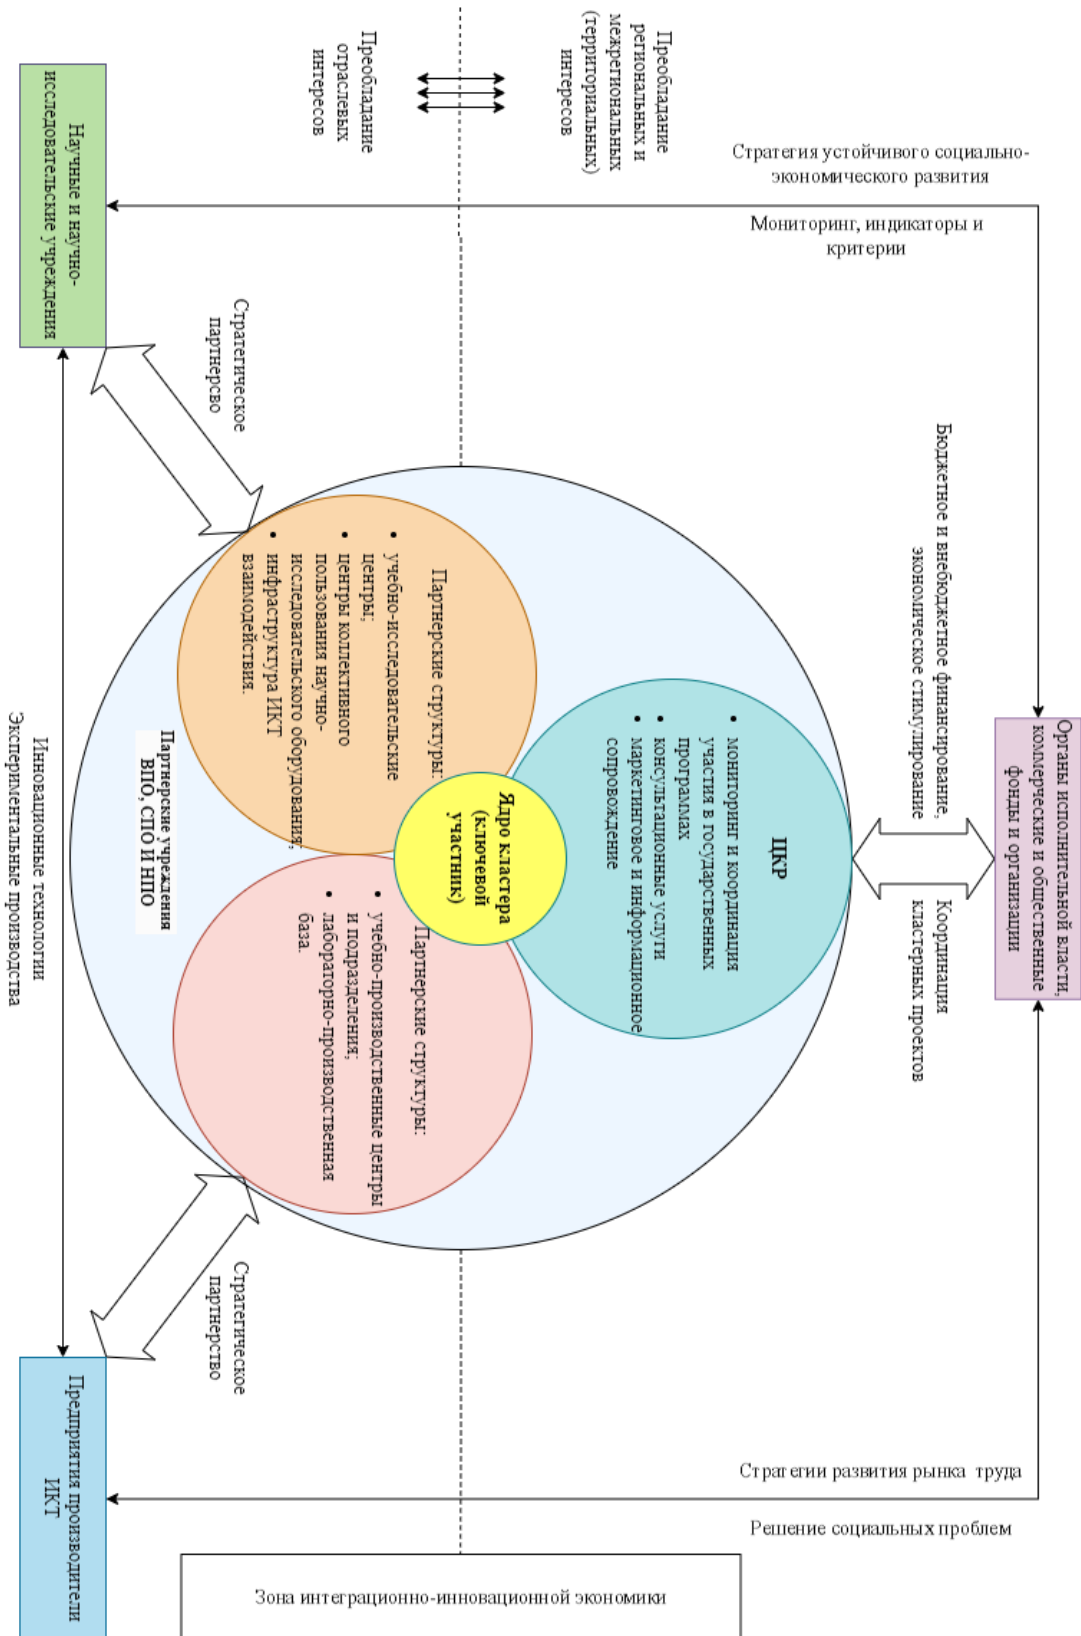 Органы исполнительной власти,
коммерческие и общественные
фонды и организации
Бюджетное и внебюджетное финансирование,
экономическое стимулирование
Координация
кластерных проектов
Стратегия устойчивого социально-
экономического развития
Мониторинг, индикаторы и
критерии
Стратегии развития рынка труда
Решение социальных проблем
Преобладание
региональных и
межрегиональных
(территориальных)
интересов
Преобладание
отраслевых
интересов
ЦКР
• мониторинг и координация
участия в государственных
программах
• консультационные услуги
• маркетинговое и информационное
сопровождение
Ядро кластера
(ключевой
участник)
Партнерские структуры:
• учебно-исследовательские
центры;
• центры коллективного
пользования научно-
исследовательского оборудования;
• инфраструктура ИКТ
взаимодействия.
Партнерские структуры:
• учебно-производственные центры
и подразделения;
• лабораторно-производственная
база.
Партнерские учреждения
ВПО, СПО И НПО
Стратегическое
партнерсво
Стратегическое
партнерство
Научные и научно-
исследовательские учреждения
Предприятия производители
ИКТ
Инновационные технологии
Экспериментальные производства
Зона интеграционно-инновационной экономики